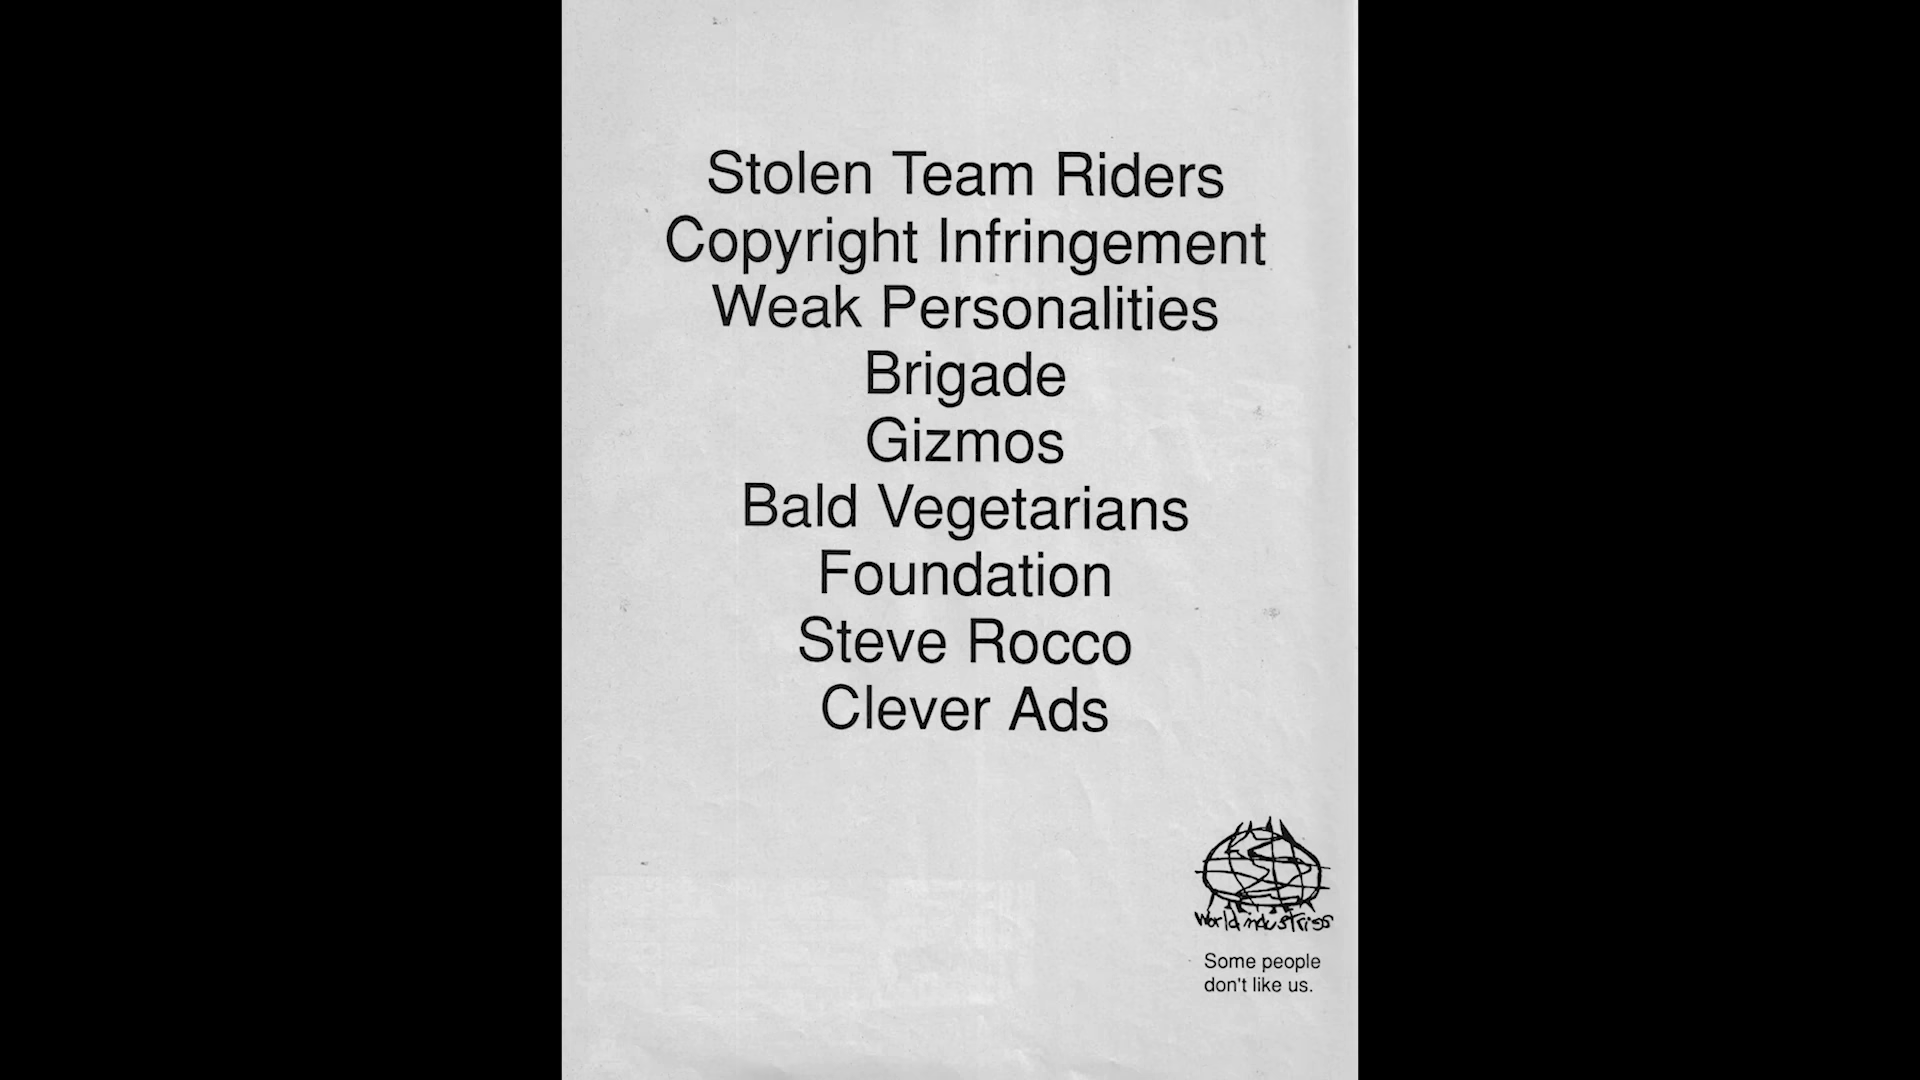 Stolen Team Riders
Copyright Infringement
Weak Personalities
Brigade
Gizmos
Bald Vegetarians
Foundation
Steve Rocco
Clever Ads
World industries
Some people
don't like us.